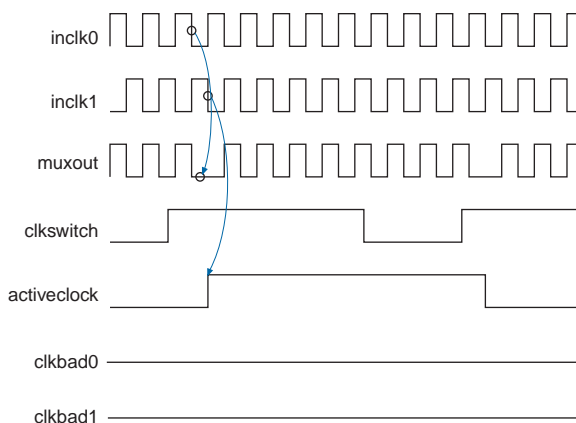 inclk0
inclk1
muxout
clkswitch
activeclock
clkbad0
clkbad1